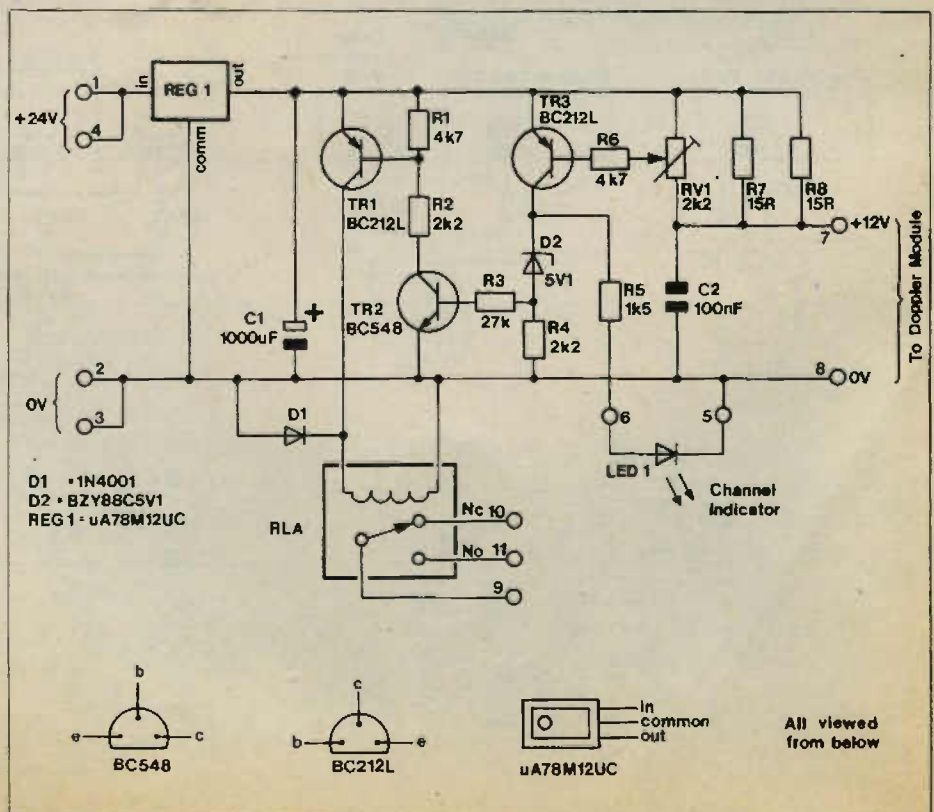 +24V
1
4
in
REG 1
out
comm
C1
1000uF
+
TR1
BC212L
R1
4k7
R2
2k2
TR2
BC548
R3
27k
TR3
BC212L
D2
5V1
R4
2k2
R6
4k7
R5
1k5
RV1
2k2
C2
100nF
R7
15R
R8
15R
+12V
7
To Doppler Module
0V
2
3
8
0V
D1
6
5
LED 1
Channel
Indicator
D1 = 1N4001
D2 = BZY88C5V1
REG 1 = uA78M12UC
RLA
Nc 10
No 11
9
b
e
c
BC548
c
b
e
BC212L
in
common
out
uA78M12UC
All viewed
from below